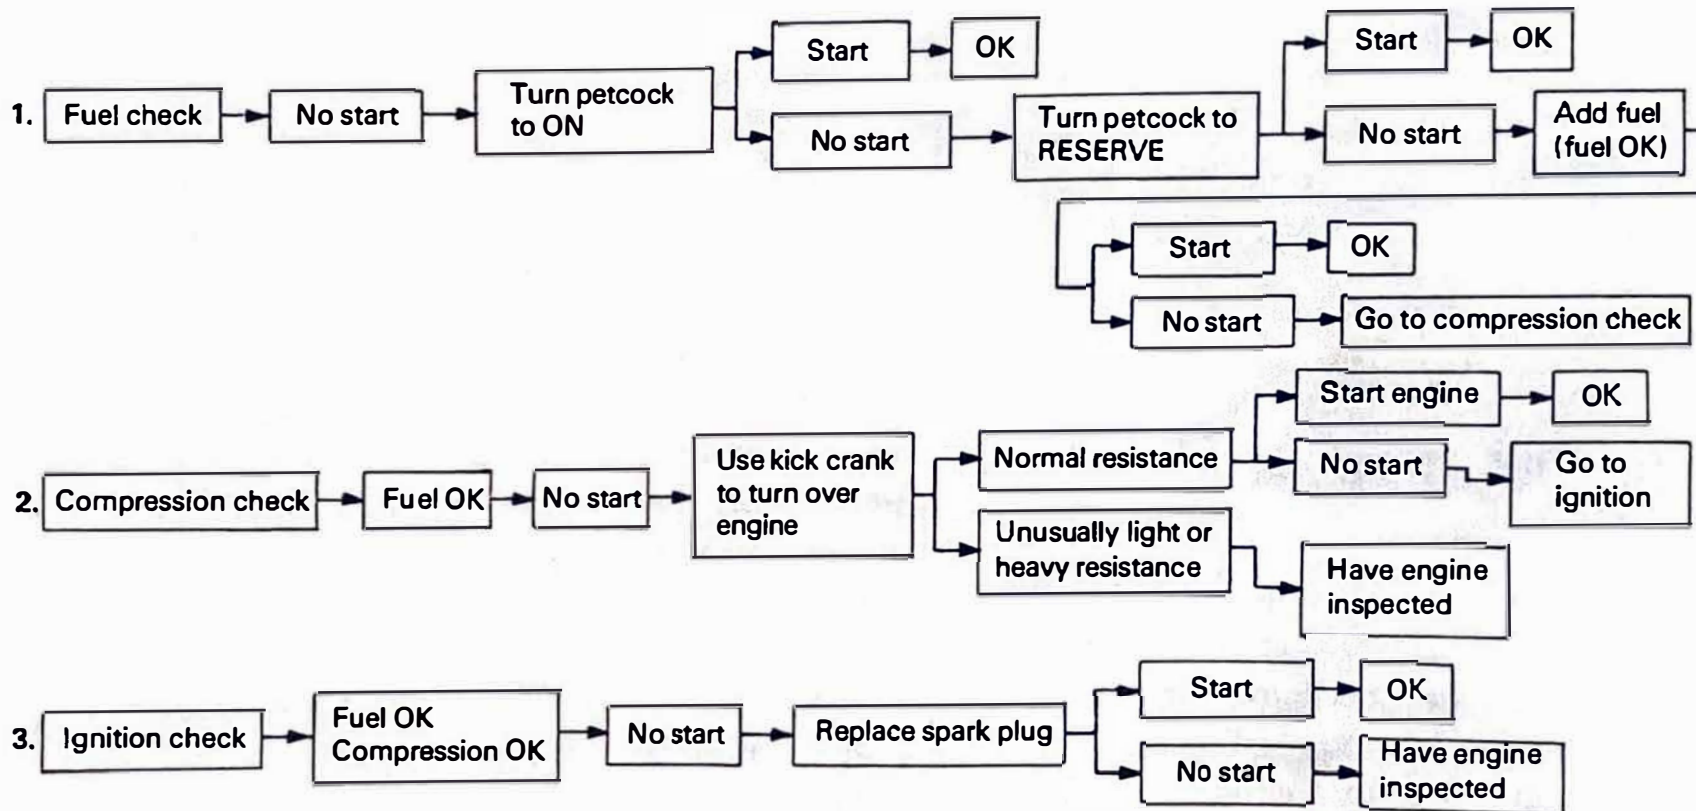 1. Fuel check
No start
Turn petcock
to ON
Start
OK
No start
Turn petcock to
RESERVE
Start
OK
No start
Add fuel
(fuel OK)
Start
OK
No start
Go to compression check
2. Compression check
Fuel OK
No start
Use kick crank
to turn over
engine
Normal resistance
Start engine
OK
No start
Go to
ignition
Unusually light or
heavy resistance
Have engine
inspected
3. Ignition check
Fuel OK
Compression OK
No start
Replace spark plug
Start
OK
No start
Have engine
inspected